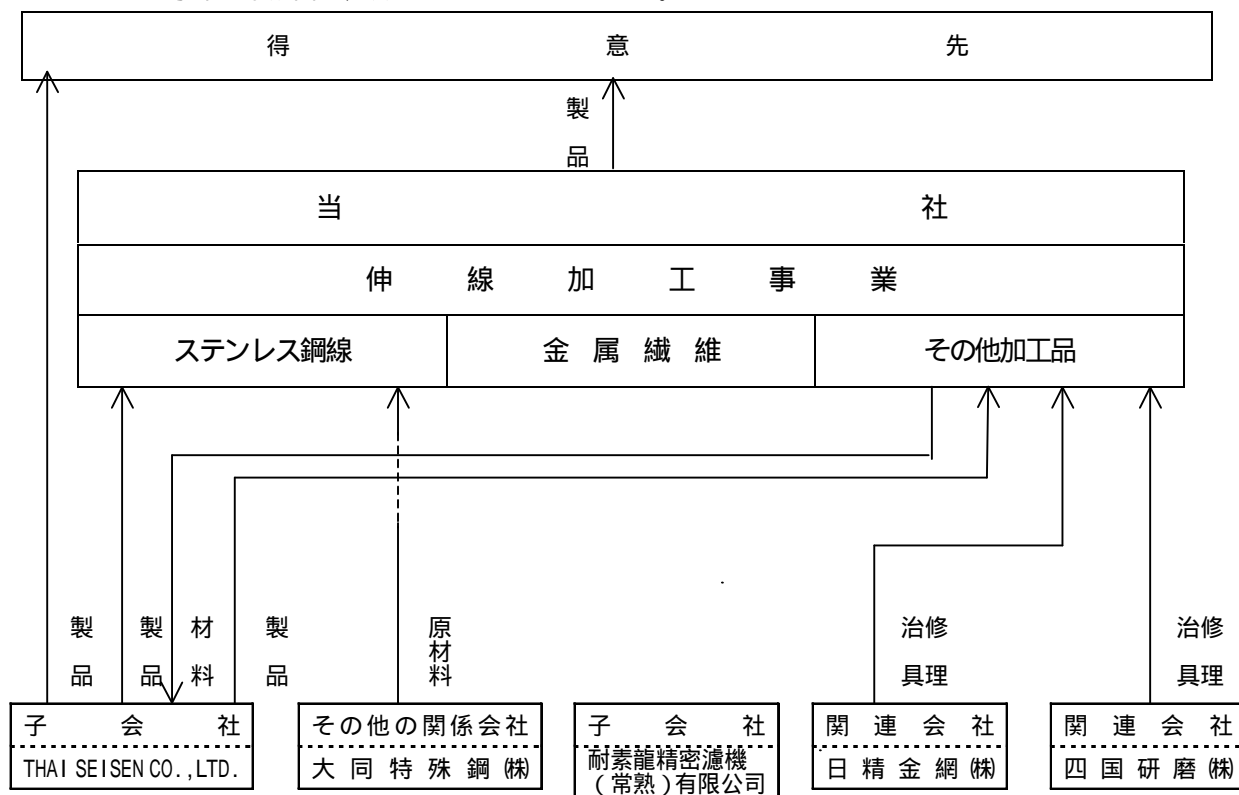 得意先
製品
当社
伸線加工事業
ステンレス鋼線
金属繊維
その他加工品
製品
製品
材料
製品
原材料
治修
具理
治修
具理
子会社
THAI SEISEN CO.,LTD.
その他の関係会社
大同特殊鋼㈱
子会社
耐素龍精密濾機
(常熟)有限公司
関連会社
日精金網㈱
関連会社
四国研磨㈱